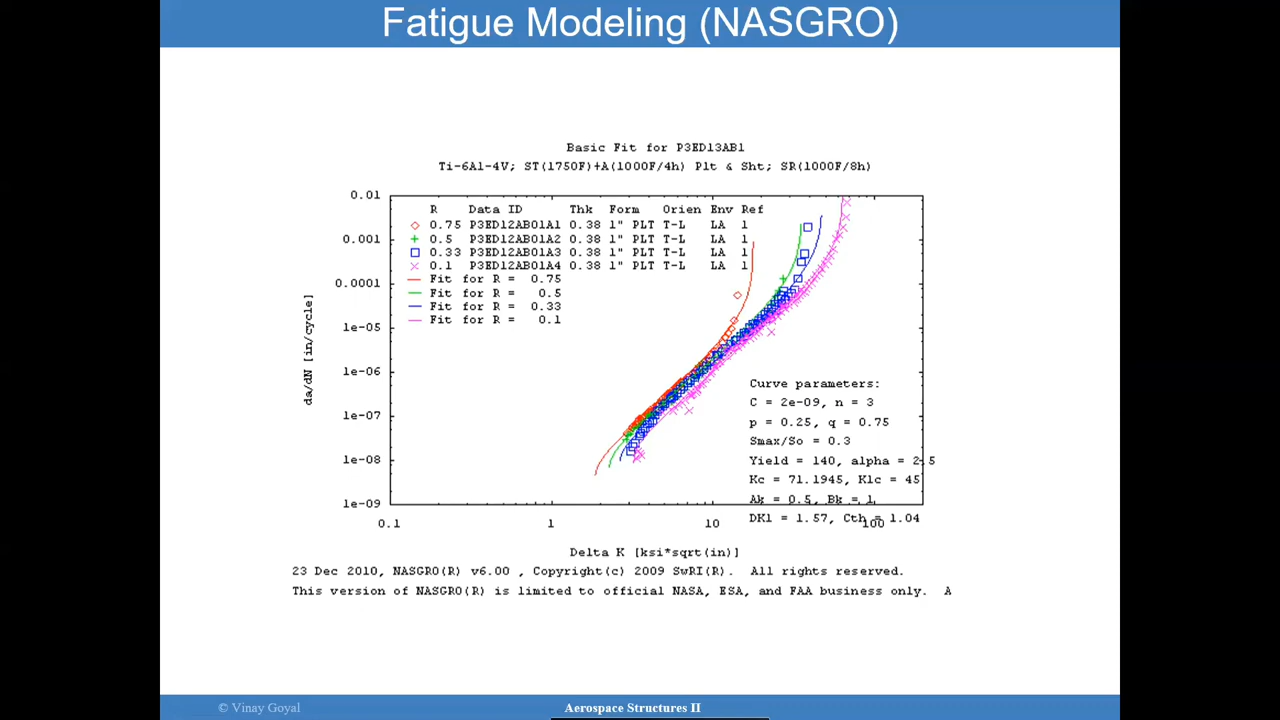 Fatigue Modeling (NASGRO)
Basic Fit for P3ED13AB1
Ti-6Al-4V; ST(1750F)+A(1000F/4h) Plt & Sht; SR(1000F/8h)
R Data ID Thk Form Orien Env Ref
0.75 P3ED12AB01A1 0.38 1" PLT T-L LA 1
0.5 P3ED12AB01A2 0.38 1" PLT T-L LA 1
0.33 P3ED12AB01A3 0.38 1" PLT T-L LA 1
0.1 P3ED12AB01A4 0.38 1" PLT T-L LA 1
Fit for R = 0.75
Fit for R = 0.5
Fit for R = 0.33
Fit for R = 0.1
0.01
0.001
0.0001
1e-05
1e-06
1e-07
1e-08
1e-09
da/dN [in/cycle]
Curve parameters:
C = 2e-09, n = 3
p = 0.25, q = 0.75
Smax/So = 0.3
Yield = 140, alpha = 2.5
Kc = 71.1945, K1c = 45
Ak = 0.5, Bk = 1
DK1 = 1.57, Cth = 1.04
0.1 1 10 100
Delta K [ksi*sqrt(in)]
23 Dec 2010, NASGRO(R) v6.00 , Copyright(c) 2009 SwRI(R). All rights reserved.
This version of NASGRO(R) is limited to official NASA, ESA, and FAA business only. A
© Vinay Goyal
Aerospace Structures II